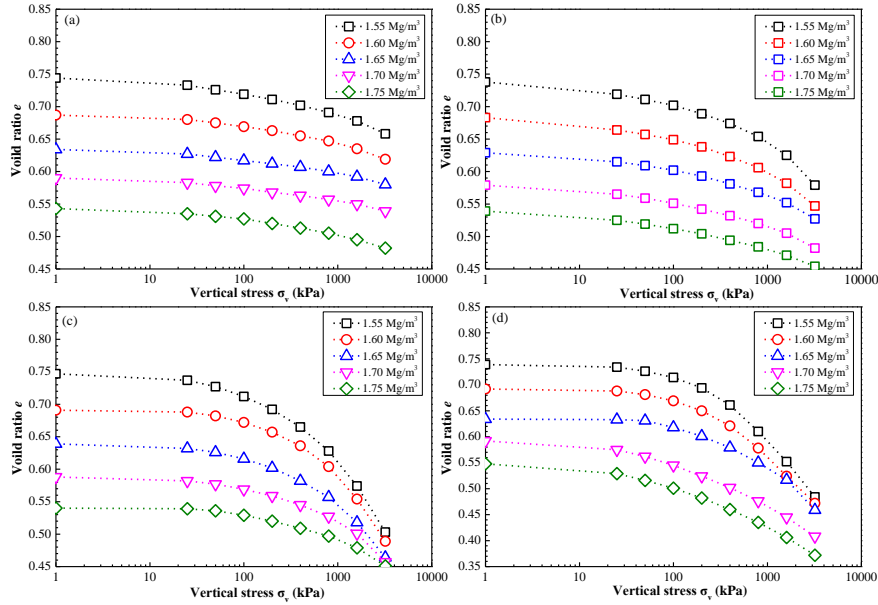 (a)
1.55 Mg/m³
1.60 Mg/m³
1.65 Mg/m³
1.70 Mg/m³
1.75 Mg/m³
0.85
0.80
0.75
0.70
0.65
0.60
0.55
0.50
0.45
Voild ratio e
1 10 100 1000 10000
Vertical stress σv (kPa)
(b)
1.55 Mg/m³
1.60 Mg/m³
1.65 Mg/m³
1.70 Mg/m³
1.75 Mg/m³
0.85
0.80
0.75
0.70
0.65
0.60
0.55
0.50
0.45
Voild ratio e
1 10 100 1000 10000
Vertical stress σv (kPa)
(c)
1.55 Mg/m³
1.60 Mg/m³
1.65 Mg/m³
1.70 Mg/m³
1.75 Mg/m³
0.85
0.80
0.75
0.70
0.65
0.60
0.55
0.50
0.45
Voild ratio e
1 10 100 1000 10000
Vertical stress σv (kPa)
(d)
1.55 Mg/m³
1.60 Mg/m³
1.65 Mg/m³
1.70 Mg/m³
1.75 Mg/m³
0.85
0.80
0.75
0.70
0.65
0.60
0.55
0.50
0.45
0.40
0.35
Voild ratio e
1 10 100 1000 10000
Vertical stress σv (kPa)